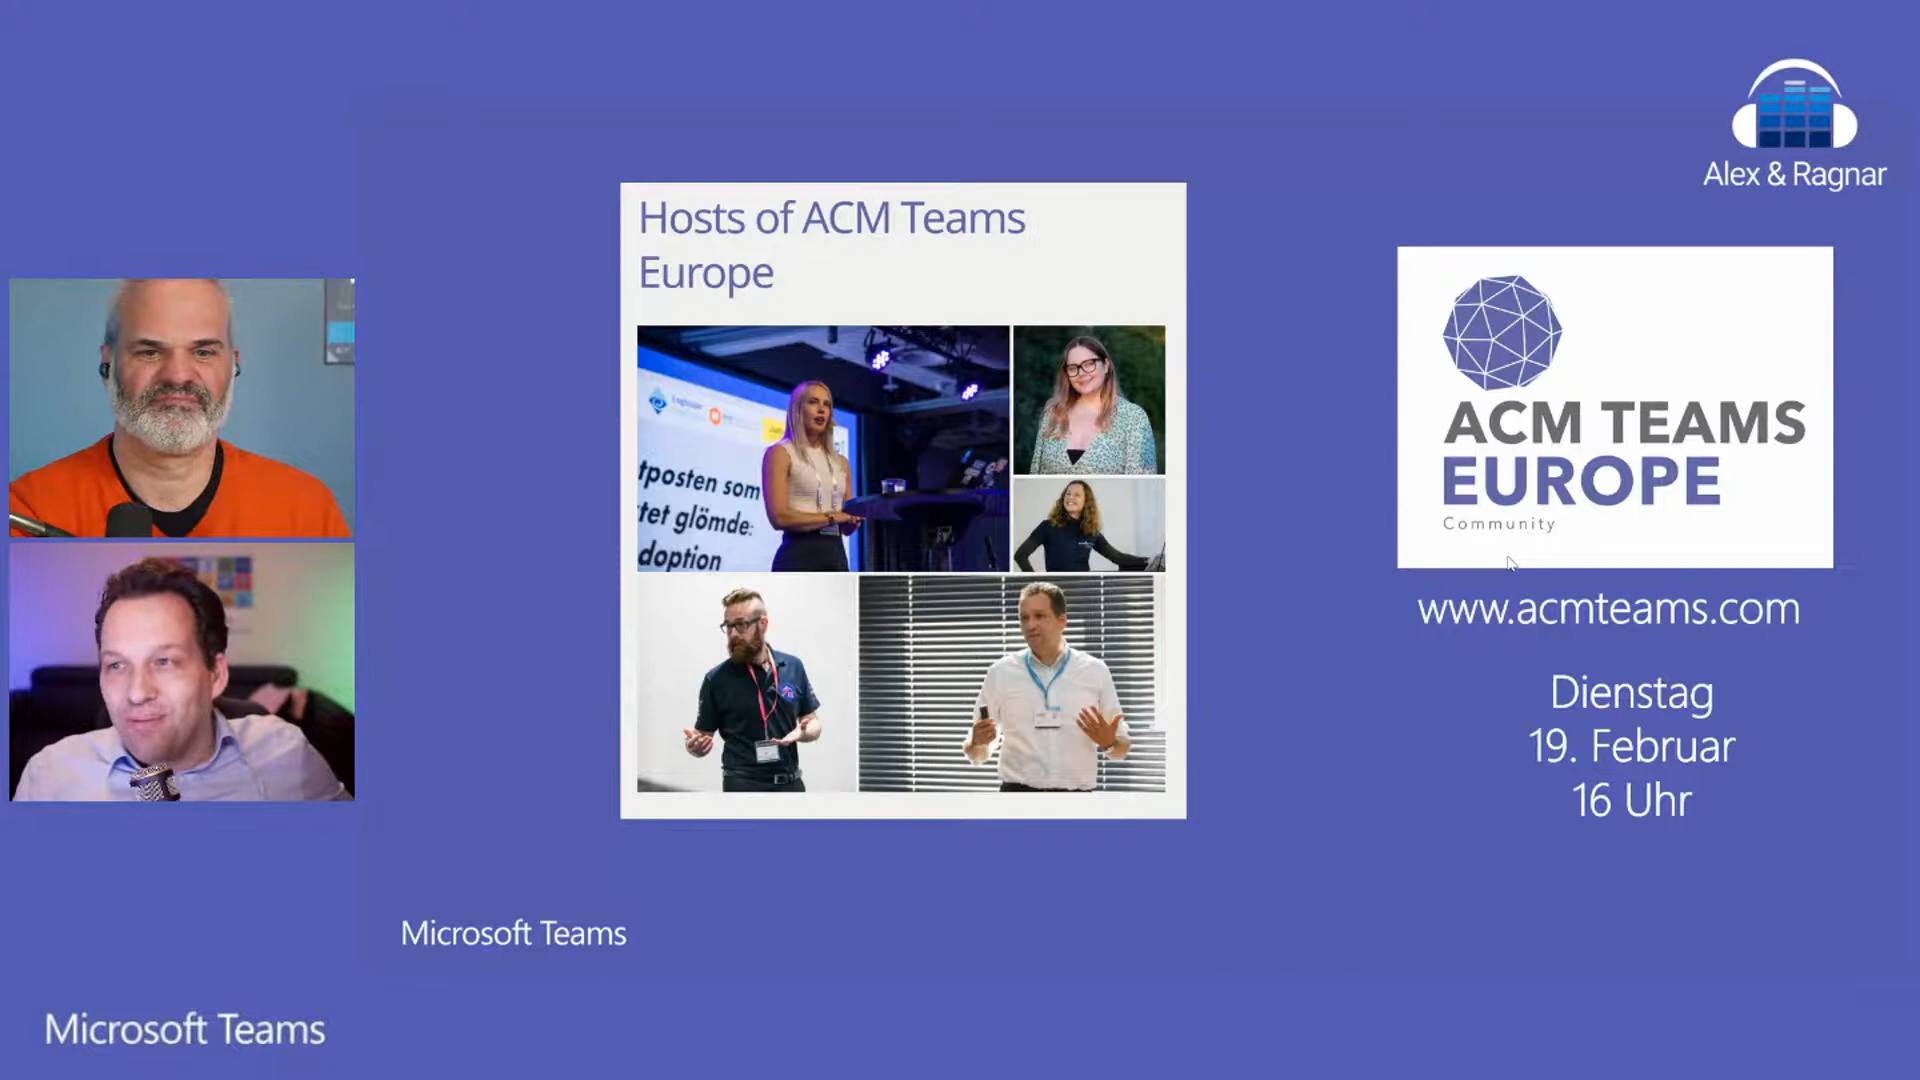 Alex & Ragnar
Hosts of ACM Teams
Europe
tposten som
tet glömde:
doption
ACM TEAMS
EUROPE
Community
www.acmteams.com
Dienstag
19. Februar
16 Uhr
Microsoft Teams
Microsoft Teams